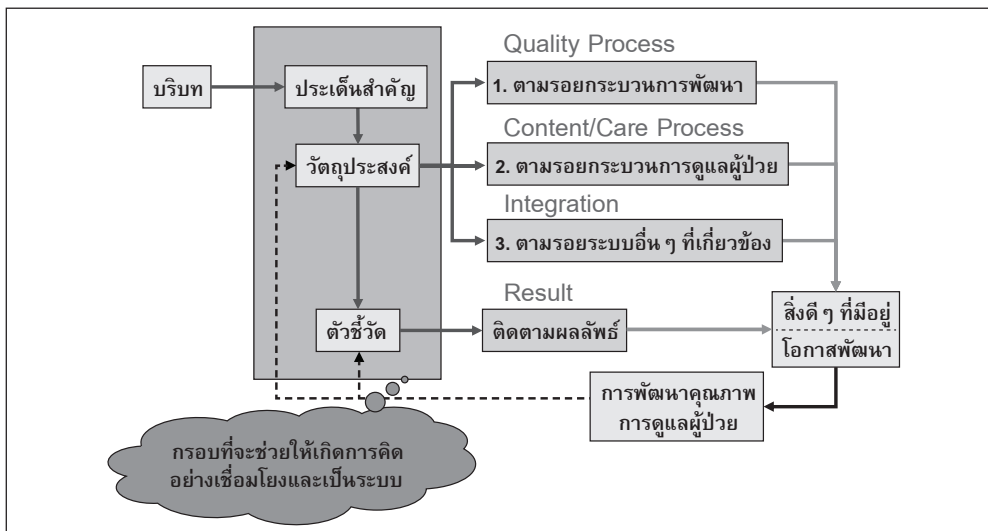 Quality Process
บริบท
ประเด็นสำคัญ
1. ตามรอยกระบวนการพัฒนา
Content/Care Process
วัตถุประสงค์
2. ตามรอยกระบวนการดูแลผู้ป่วย
Integration
3. ตามรอยระบบอื่น ๆ ที่เกี่ยวข้อง
Result
ตัวชี้วัด
ติดตามผลลัพธ์
สิ่งดี ๆ ที่มีอยู่
โอกาสพัฒนา
การพัฒนาคุณภาพ
การดูแลผู้ป่วย
กรอบที่จะช่วยให้เกิดการคิด
อย่างเชื่อมโยงและเป็นระบบ